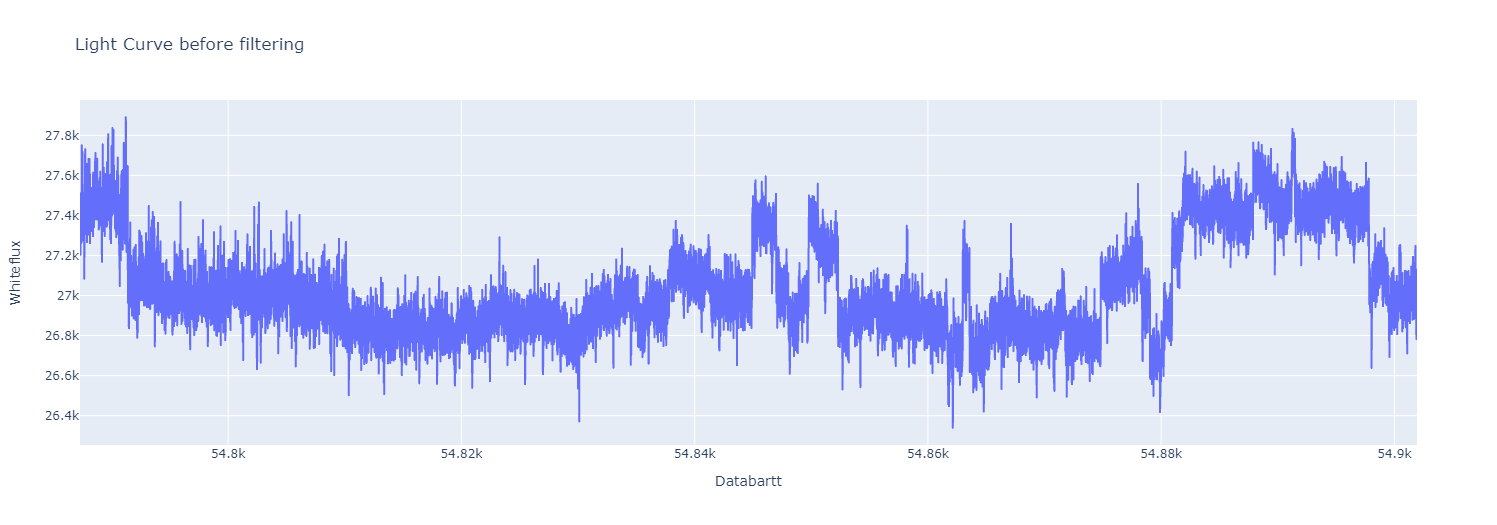 Light Curve before filtering
27.8k
27.6k
27.4k
27.2k
27k
26.8k
26.6k
26.4k
Whiteflux
54.8k 54.82k 54.84k 54.86k 54.88k 54.9k
Databartt